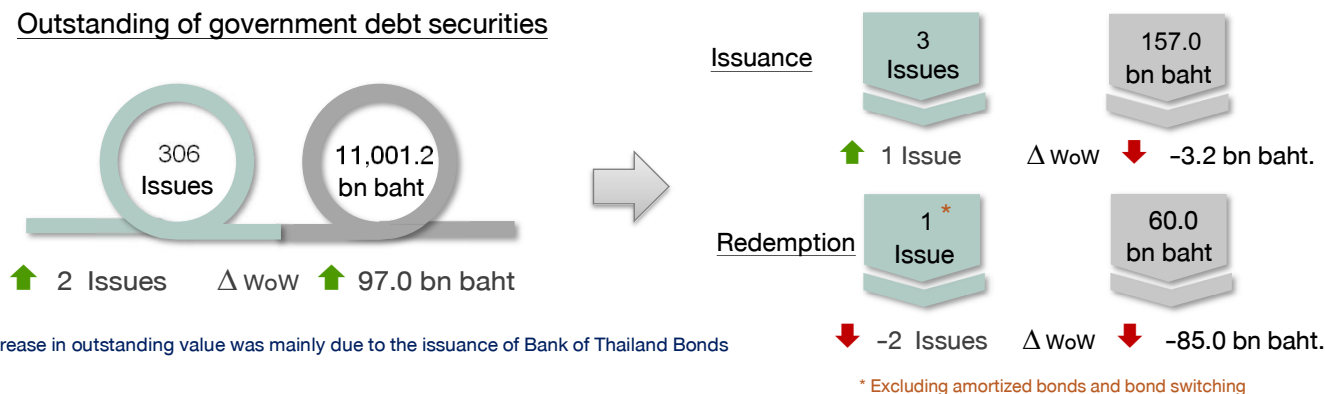 Outstanding of government debt securities
306
Issues
11,001.2
bn baht
2 Issues Δ WoW 97.0 bn baht
rease in outstanding value was mainly due to the issuance of Bank of Thailand Bonds
Issuance
3
Issues
157.0
bn baht
1 Issue Δ WoW -3.2 bn baht.
Redemption
1 *
Issue
60.0
bn baht
-2 Issues Δ WoW -85.0 bn baht.
* Excluding amortized bonds and bond switching